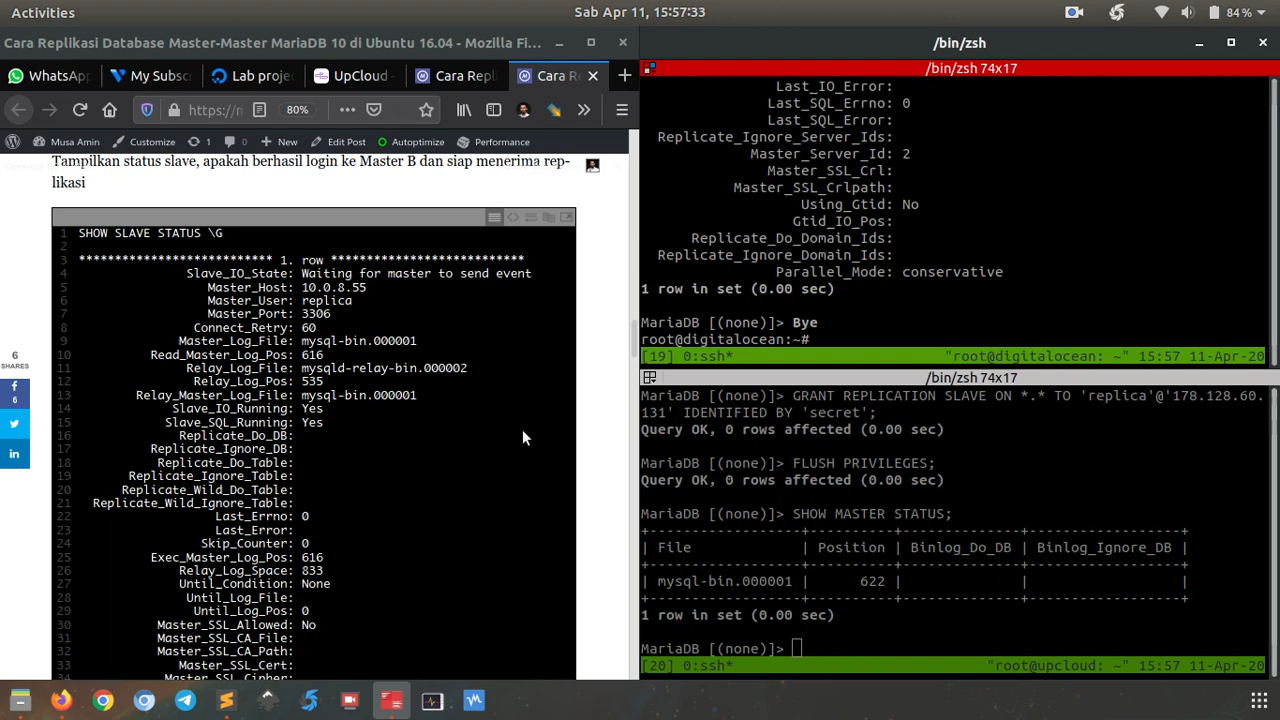 Activities
Sab Apr 11, 15:57:33
84 %
Cara Replikasi Database Master-Master MariaDB 10 di Ubuntu 16.04 - Mozilla Fi...
WhatsApp
My Subsc
Lab proje
UpCloud -
Cara Repl
Cara Re
https://
80%
Musa Amin
Customize
1
0
New
Edit Post
Autoptimize
Performance
Tampilkan status slave, apakah berhasil login ke Master B dan siap menerima rep-
likasi
6
SHARES
6
1 SHOW SLAVE STATUS \G
2
3 *************************** 1. row ***************************
4 Slave_IO_State: Waiting for master to send event
5 Master_Host: 10.0.8.55
6 Master_User: replica
7 Master_Port: 3306
8 Connect_Retry: 60
9 Master_Log_File: mysql-bin.000001
10 Read_Master_Log_Pos: 616
11 Relay_Log_File: mysqld-relay-bin.000002
12 Relay_Log_Pos: 535
13 Relay_Master_Log_File: mysql-bin.000001
14 Slave_IO_Running: Yes
15 Slave_SQL_Running: Yes
16 Replicate_Do_DB:
17 Replicate_Ignore_DB:
18 Replicate_Do_Table:
19 Replicate_Ignore_Table:
20 Replicate_Wild_Do_Table:
21 Replicate_Wild_Ignore_Table:
22 Last_Errno: 0
23 Last_Error:
24 Skip_Counter: 0
25 Exec_Master_Log_Pos: 616
26 Relay_Log_Space: 833
27 Until_Condition: None
28 Until_Log_File:
29 Until_Log_Pos: 0
30 Master_SSL_Allowed: No
31 Master_SSL_CA_File:
32 Master_SSL_CA_Path:
33 Master_SSL_Cert:
34 Master_SSL_Cipher:
/bin/zsh
/bin/zsh 74x17
Last_IO_Error:
Last_SQL_Errno: 0
Last_SQL_Error:
Replicate_Ignore_Server_Ids:
Master_Server_Id: 2
Master_SSL_Crl:
Master_SSL_Crlpath:
Using_Gtid: No
Gtid_IO_Pos:
Replicate_Do_Domain_Ids:
Replicate_Ignore_Domain_Ids:
Parallel_Mode: conservative
1 row in set (0.00 sec)
MariaDB [(none)]> Bye
root@digitalocean:~#
[19] 0:ssh* "root@digitalocean: ~" 15:57 11-Apr-20
/bin/zsh 74x17
MariaDB [(none)]> GRANT REPLICATION SLAVE ON *.* TO 'replica'@'178.128.60.
131' IDENTIFIED BY 'secret';
Query OK, 0 rows affected (0.00 sec)
MariaDB [(none)]> FLUSH PRIVILEGES;
Query OK, 0 rows affected (0.00 sec)
MariaDB [(none)]> SHOW MASTER STATUS;
+------------------+----------+--------------+------------------+
| File | Position | Binlog_Do_DB | Binlog_Ignore_DB |
+------------------+----------+--------------+------------------+
| mysql-bin.000001 | 622 | | |
+------------------+----------+--------------+------------------+
1 row in set (0.00 sec)
MariaDB [(none)]>
[20] 0:ssh* "root@upcloud: ~" 15:57 11-Apr-20